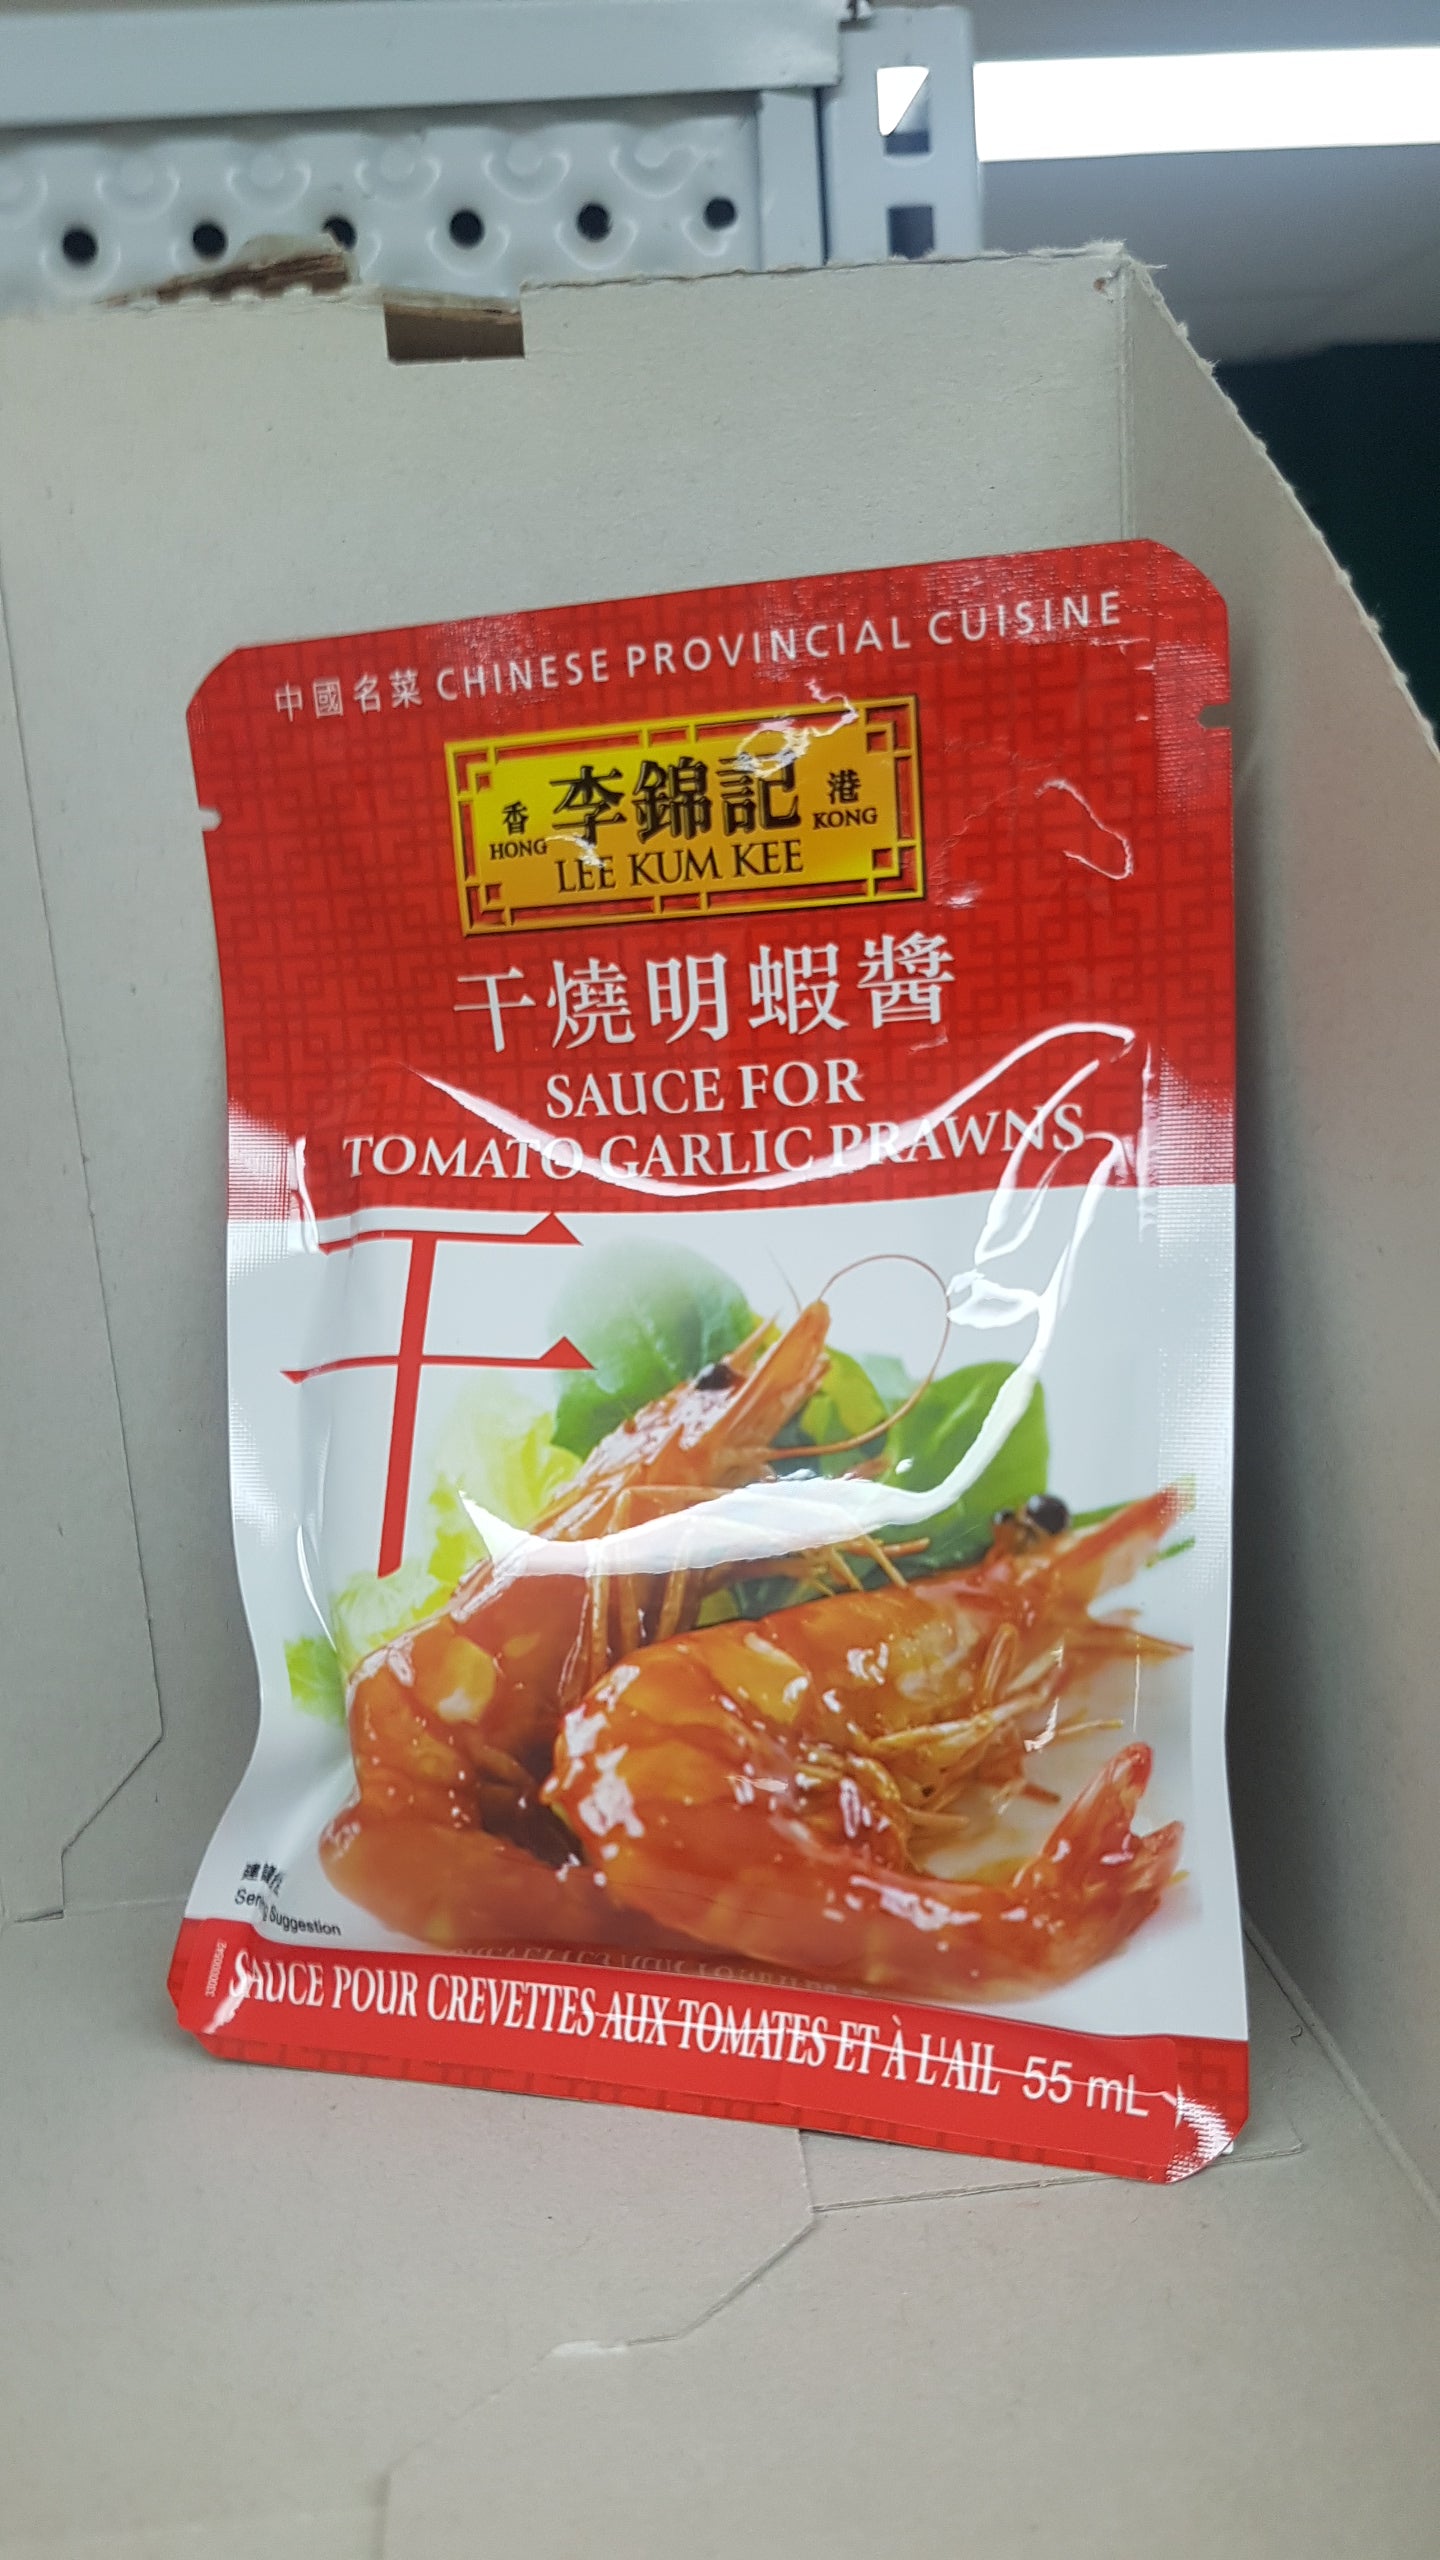 中國名菜 CHINESE PROVINCIAL CUISINE
香 李錦記 港
HONG LEE KUM KEE KONG
干燒明蝦醬
SAUCE FOR
TOMATO GARLIC PRAWNS
干
Suggestion
SAUCE POUR CREVETTES AUX TOMATES ET À L'AIL 55 mL